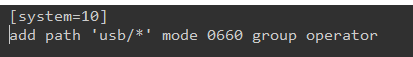 [system=10]
add path 'usb/*' mode 0660 group operator